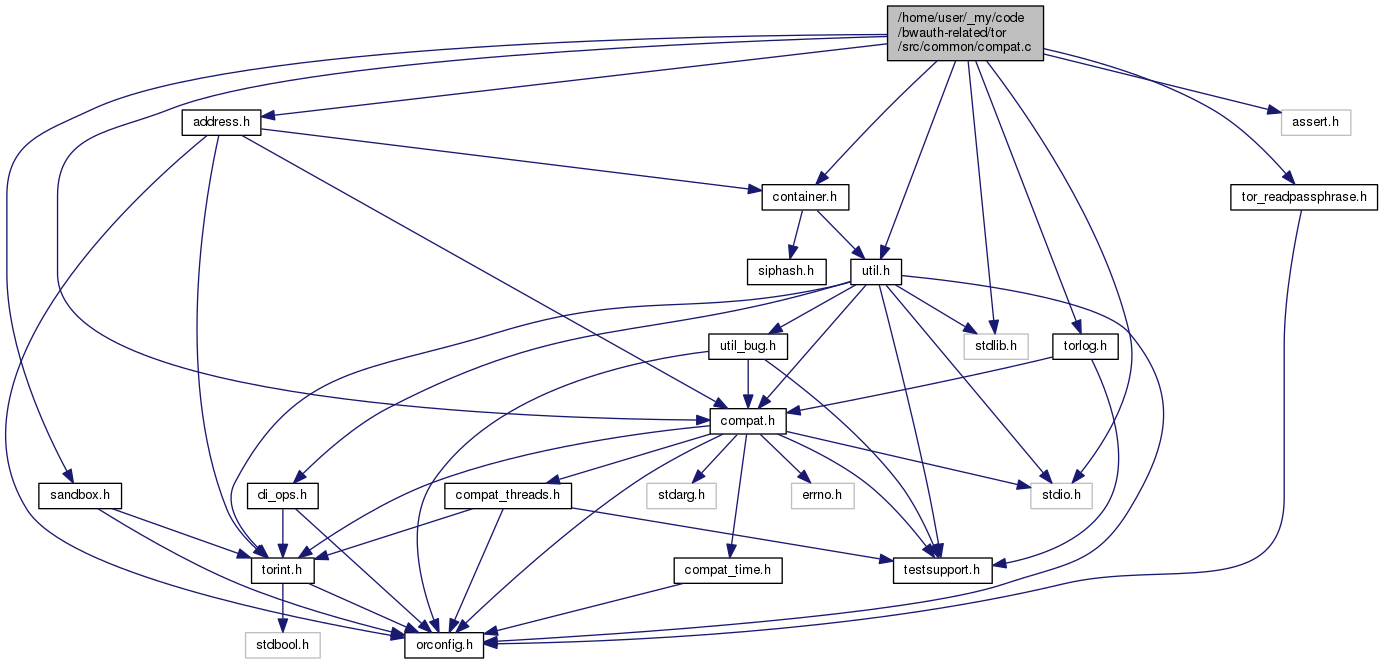 /home/user/_my/code
/bwauth-related/tor
/src/common/compat.c
address.h
assert.h
container.h
tor_readpassphrase.h
siphash.h
util.h
util_bug.h
stdlib.h
torlog.h
compat.h
sandbox.h
di_ops.h
compat_threads.h
stdarg.h
errno.h
stdio.h
torint.h
compat_time.h
testsupport.h
stdbool.h
orconfig.h